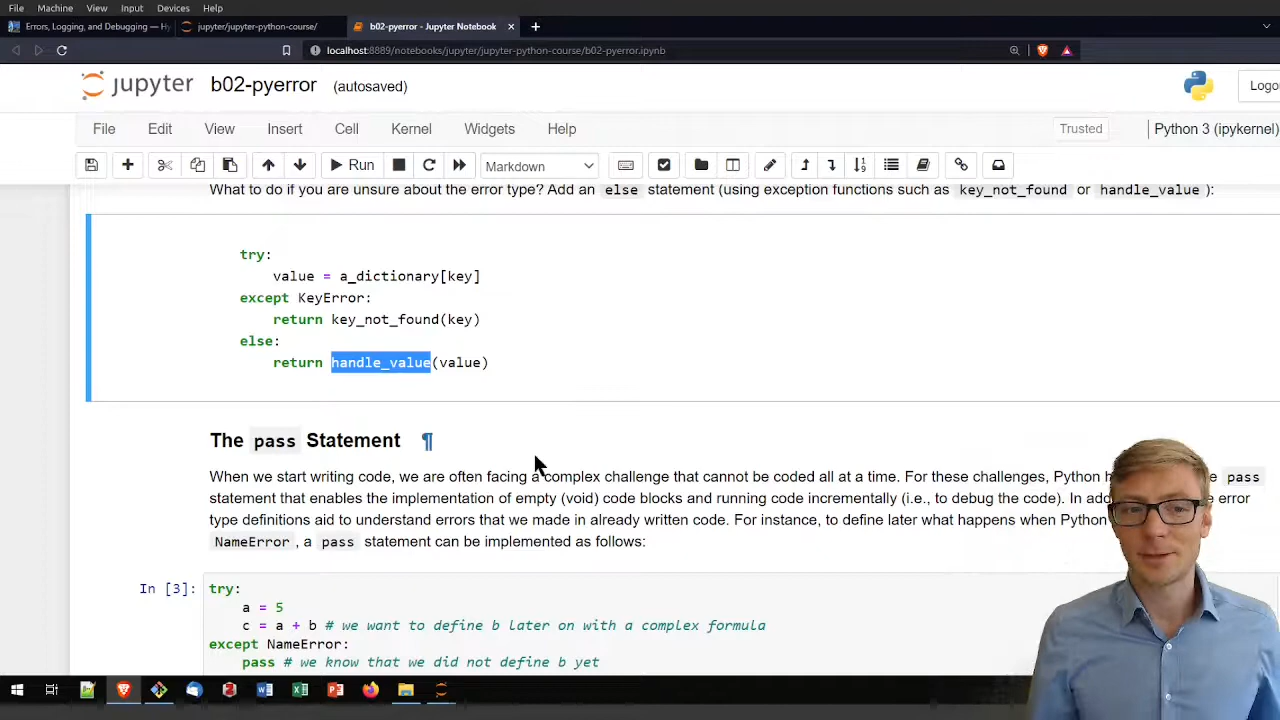 File Machine View Input Devices Help
Errors, Logging, and Debugging — Hy jupyter/jupyter-python-course/ b02-pyerror - Jupyter Notebook
localhost:8889/notebooks/jupyter/jupyter-python-course/b02-pyerror.ipynb
jupyter b02-pyerror (autosaved)
File Edit View Insert Cell Kernel Widgets Help Trusted Python 3 (ipykernel)
Run Markdown
What to do if you are unsure about the error type? Add an else statement (using exception functions such as key_not_found or handle_value ):
try:
value = a_dictionary[key]
except KeyError:
return key_not_found(key)
else:
return handle_value(value)
The pass Statement ¶
When we start writing code, we are often facing a complex challenge that cannot be coded all at a time. For these challenges, Python pass
statement that enables the implementation of empty (void) code blocks and running code incrementally (i.e., to debug the code). In error
type definitions aid to understand errors that we made in already written code. For instance, to define later what happens when Python
NameError , a pass statement can be implemented as follows:
In [3]: try:
a = 5
c = a + b # we want to define b later on with a complex formula
except NameError:
pass # we know that we did not define b yet